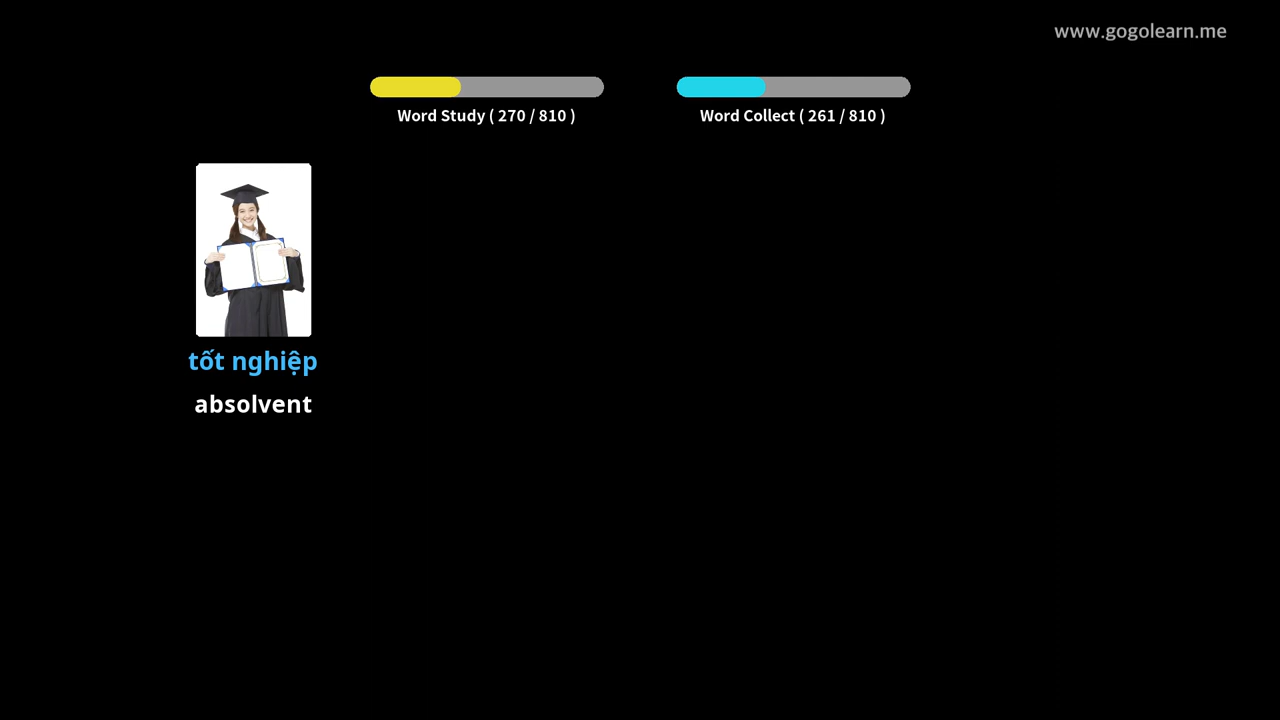 www.gogolearn.me
Word Study ( 270 / 810 )
Word Collect ( 261 / 810 )
tốt nghiệp
absolvent